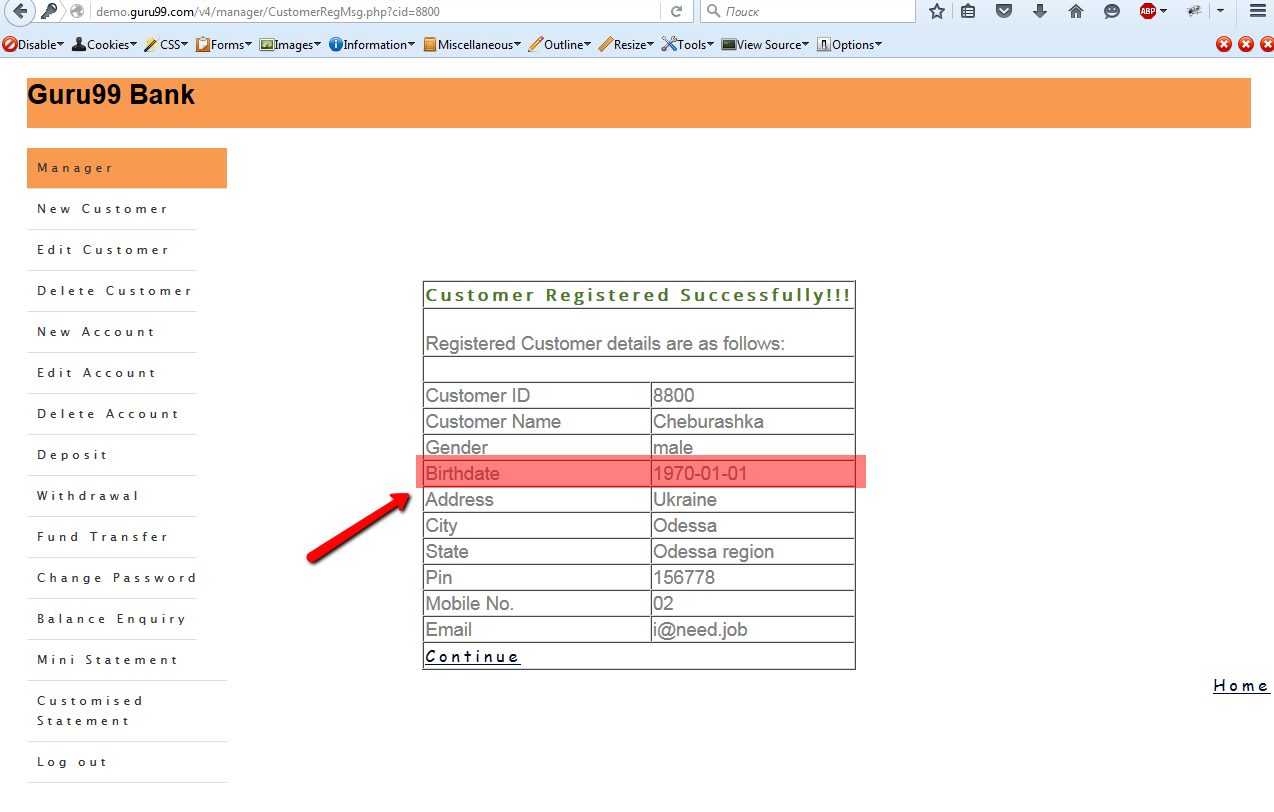 demo.guru99.com/v4/manager/CustomerRegMsg.php?cid=8800
Поиск
ABP
Disable Cookies CSS Forms Images Information Miscellaneous Outline Resize Tools View Source Options
Guru99 Bank
Manager
New Customer
Edit Customer
Delete Customer
New Account
Edit Account
Delete Account
Deposit
Withdrawal
Fund Transfer
Change Password
Balance Enquiry
Mini Statement
Customised
Statement
Log out
Customer Registered Successfully!!!
Registered Customer details are as follows:
Customer ID 8800
Customer Name Cheburashka
Gender male
Birthdate 1970-01-01
Address Ukraine
City Odessa
State Odessa region
Pin 156778
Mobile No. 02
Email i@need.job
Continue
Home